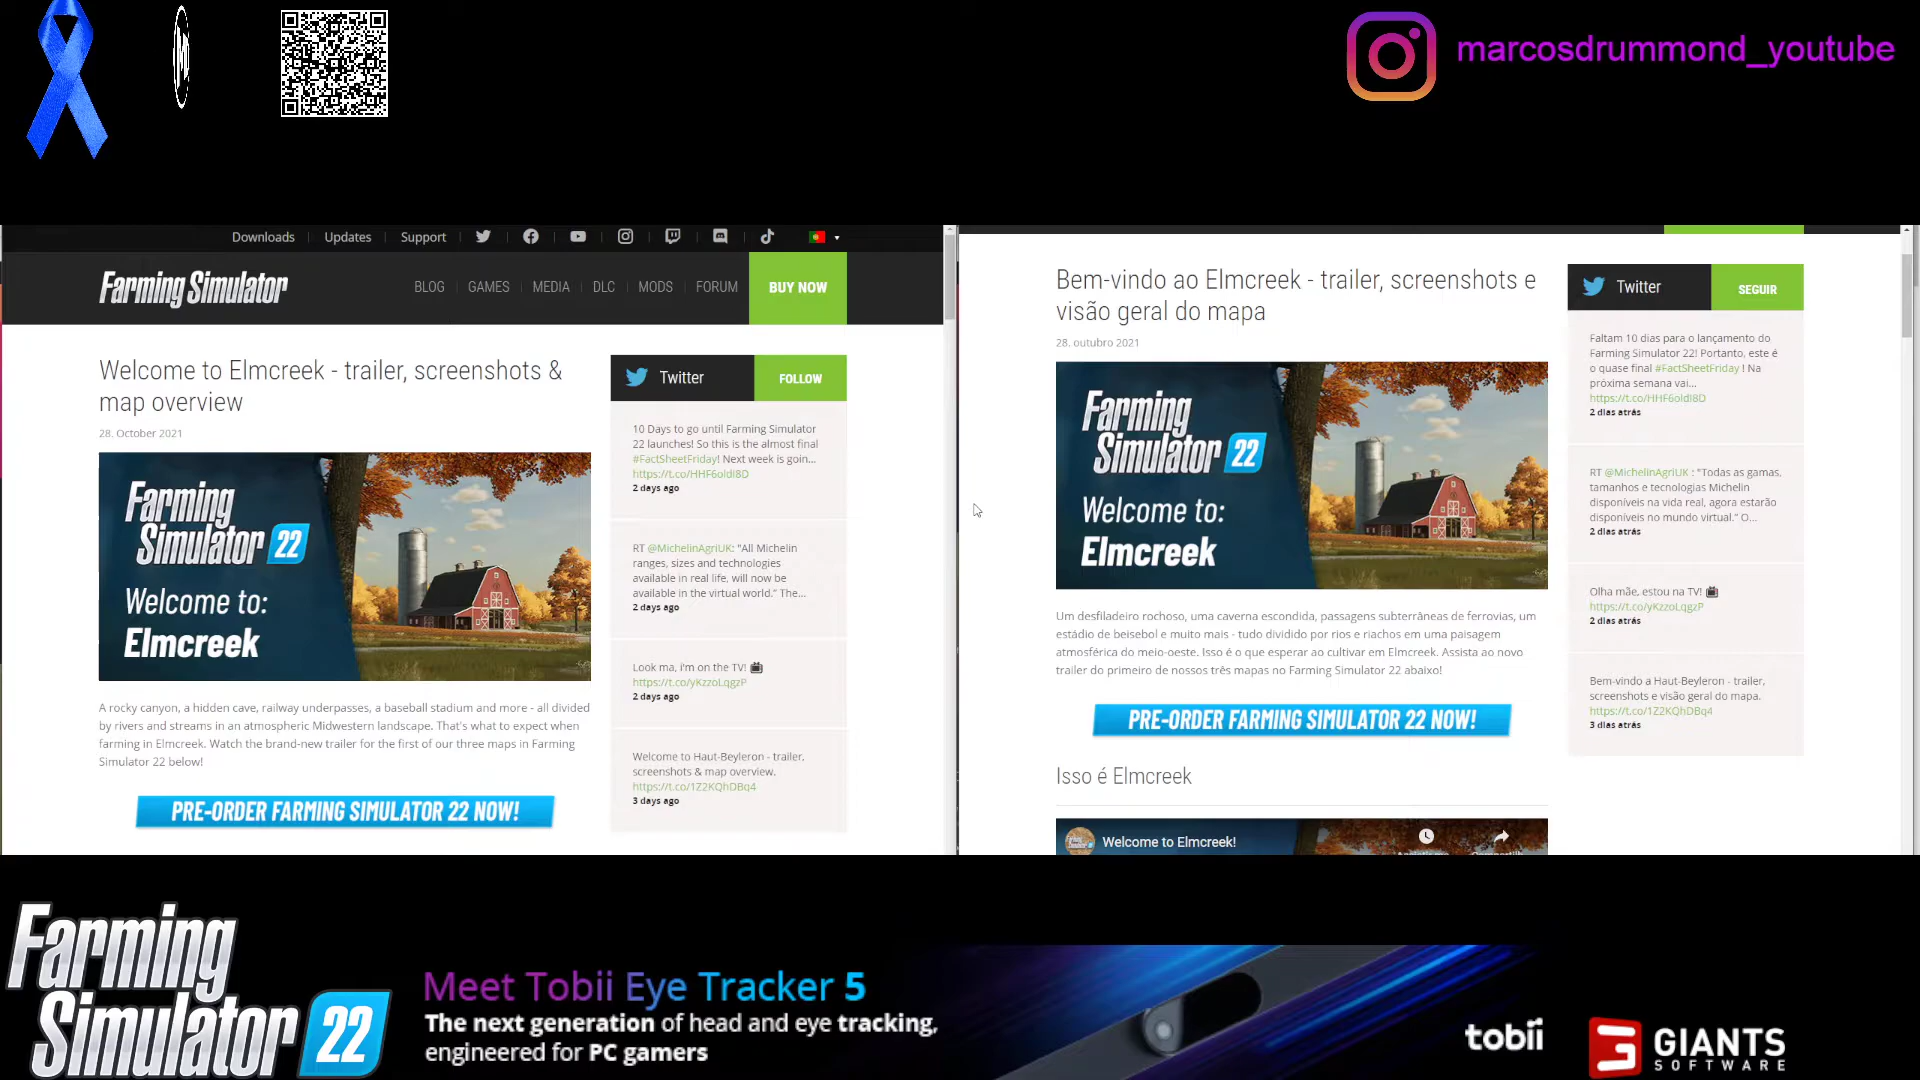 marcosdrummond_youtube
Downloads
Updates
Support
Farming Simulator
BLOG
GAMES
MEDIA
DLC
MODS
FORUM
BUY NOW
Welcome to Elmcreek - trailer, screenshots &
map overview
28. October 2021
Farming
Simulator 22
Welcome to:
Elmcreek
A rocky canyon, a hidden cave, railway underpasses, a baseball stadium and more - all divided
by rivers and streams in an atmospheric Midwestern landscape. That's what to expect when
farming in Elmcreek. Watch the brand-new trailer for the first of our three maps in Farming
Simulator 22 below!
PRE-ORDER FARMING SIMULATOR 22 NOW!
Twitter
FOLLOW
10 Days to go until Farming Simulator
22 launches! So this is the almost final
#FactSheetFriday! Next week is goin...
https://t.co/HHF6oldI8D
2 days ago
RT @MichelinAgriUK: "All Michelin
ranges, sizes and technologies
available in real life, will now be
available in the virtual world." The...
2 days ago
Look ma, i'm on the TV! 📺
https://t.co/yKzzoLqgzP
2 days ago
Welcome to Haut-Beyleron - trailer,
screenshots & map overview.
https://t.co/1Z2KQhDBq4
3 days ago
Bem-vindo ao Elmcreek - trailer, screenshots e
visão geral do mapa
28. outubro 2021
Farming
Simulator 22
Welcome to:
Elmcreek
Um desfiladeiro rochoso, uma caverna escondida, passagens subterrâneas de ferrovias, um
estádio de beisebol e muito mais - tudo dividido por rios e riachos em uma paisagem
atmosférica do meio-oeste. Isso é o que esperar ao cultivar em Elmcreek. Assista ao novo
trailer do primeiro de nossos três mapas no Farming Simulator 22 abaixo!
PRE-ORDER FARMING SIMULATOR 22 NOW!
Isso é Elmcreek
Welcome to Elmcreek!
Twitter
SEGUIR
Faltam 10 dias para o lançamento do
Farming Simulator 22! Portanto, este é
o quase final #FactSheetFriday ! Na
próxima semana vai...
https://t.co/HHF6oldI8D
2 dias atrás
RT @MichelinAgriUK : "Todas as gamas,
tamanhos e tecnologias Michelin
disponíveis na vida real, agora estarão
disponíveis no mundo virtual." O...
2 dias atrás
Olha mãe, estou na TV! 📺
https://t.co/yKzzoLqgzP
2 dias atrás
Bem-vindo a Haut-Beyleron - trailer,
screenshots e visão geral do mapa.
https://t.co/1Z2KQhDBq4
3 dias atrás
Farming
Simulator 22
Meet Tobii Eye Tracker 5
The next generation of head and eye tracking,
engineered for PC gamers
tobii
GIANTS
SOFTWARE